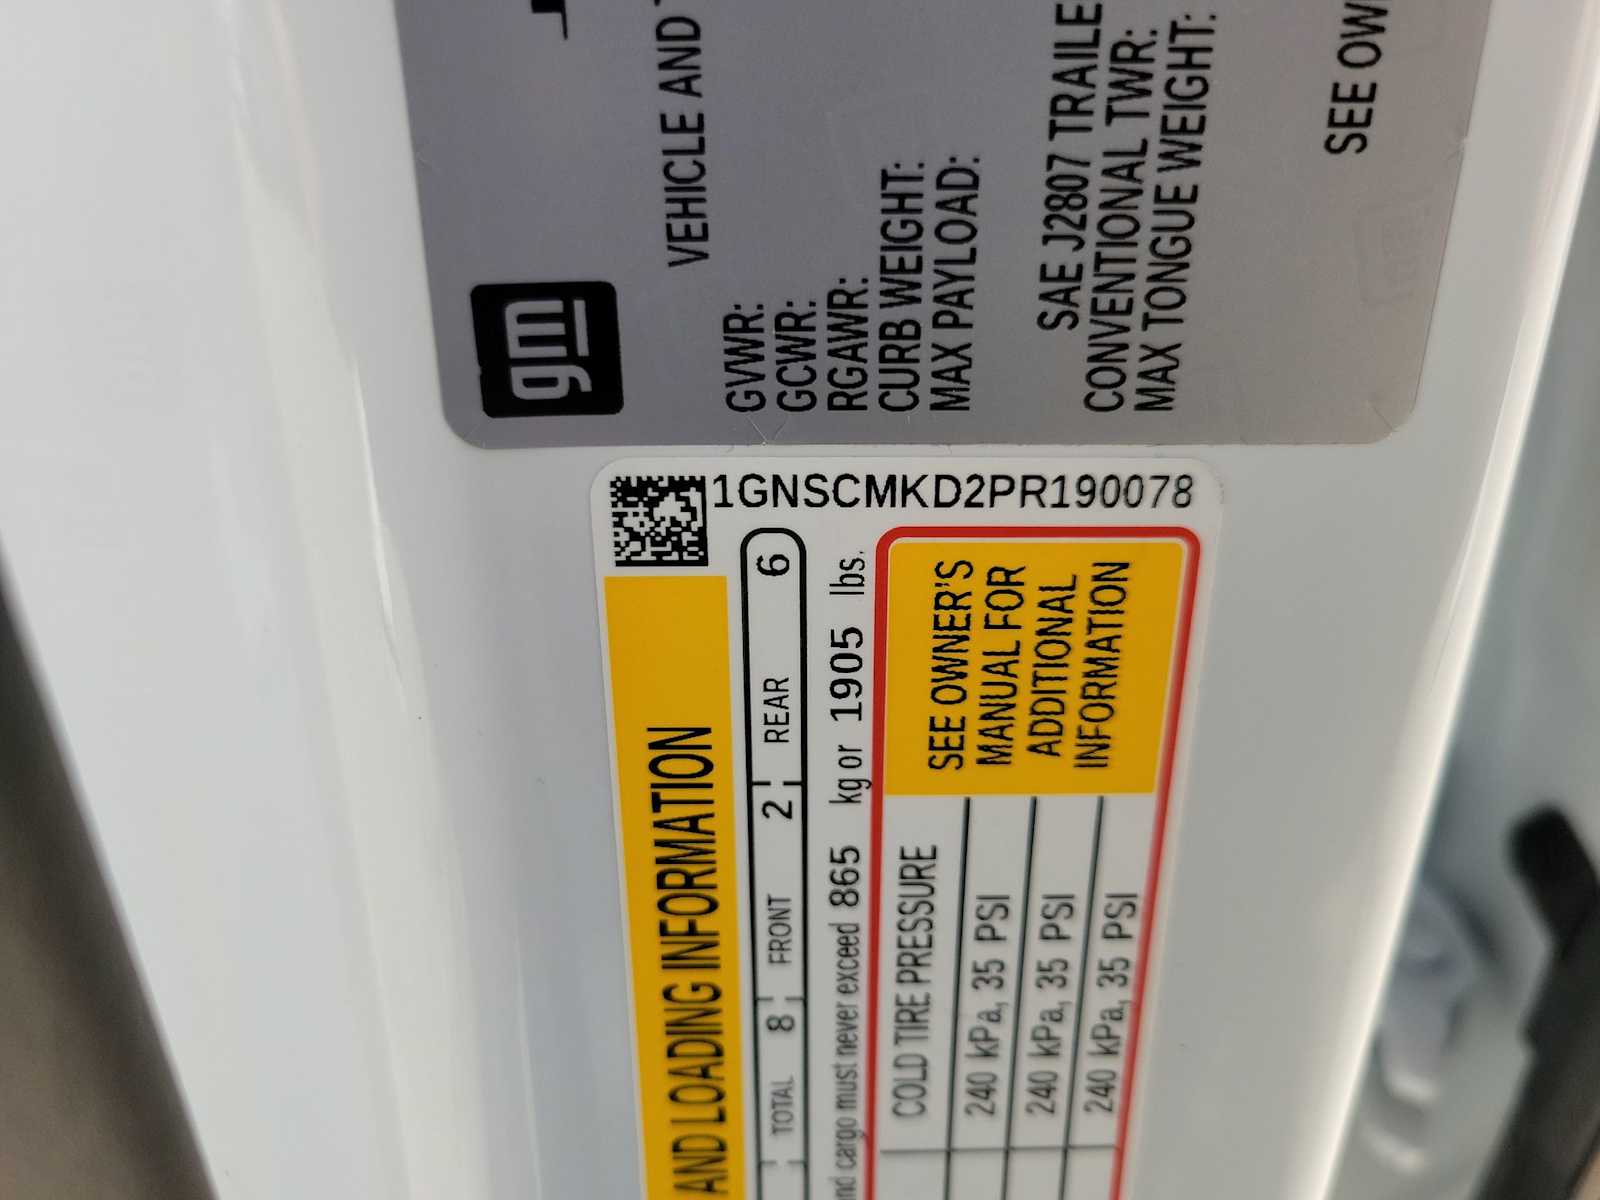 gm
VEHICLE AND
GVWR:
GCWR:
RGAWR:
CURB WEIGHT:
MAX PAYLOAD:
SAE J2807
CONVENTIONAL TWR:
MAX TONGUE WEIGHT:
SEE
1GNSCMKD2PR190078
AND LOADING INFORMATION
TOTAL 8 FRONT 2 REAR 6
cargo must never exceed 865 kg or 1905 lbs.
COLD TIRE PRESSURE
240 kPa, 35 PSI
240 kPa, 35 PSI
240 kPa, 35 PSI
SEE OWNER'S
MANUAL FOR
ADDITIONAL
INFORMATION